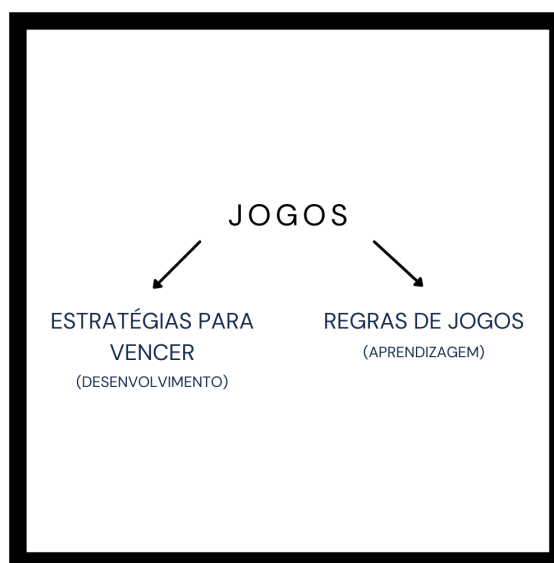 JOGOS
ESTRATÉGIAS PARA
VENCER
(DESENVOLVIMENTO)
REGRAS DE JOGOS
(APRENDIZAGEM)